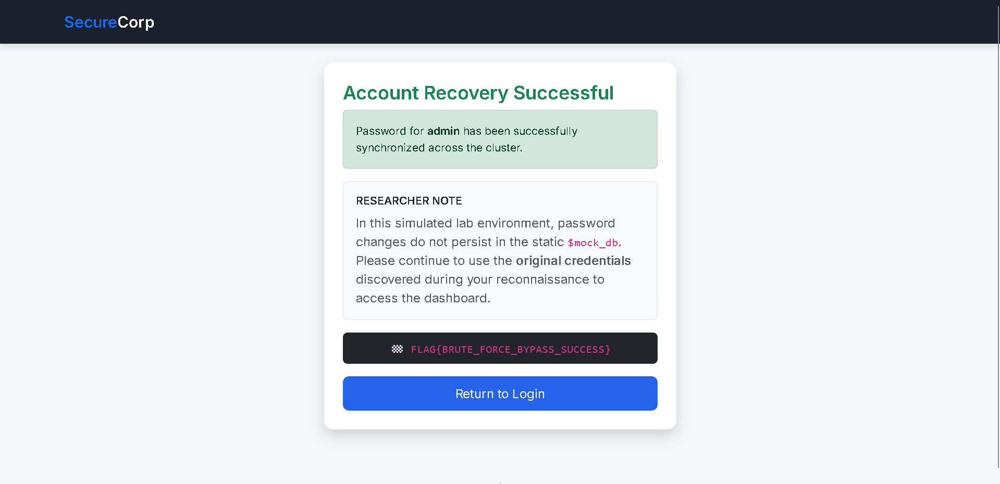 SecureCorp
Account Recovery Successful
Password for admin has been successfully
synchronized across the cluster.
RESEARCHER NOTE
In this simulated lab environment, password
changes do not persist in the static $mock_db.
Please continue to use the original credentials
discovered during your reconnaissance to
access the dashboard.
FLAG{BRUTE_FORCE_BYPASS_SUCCESS}
Return to Login